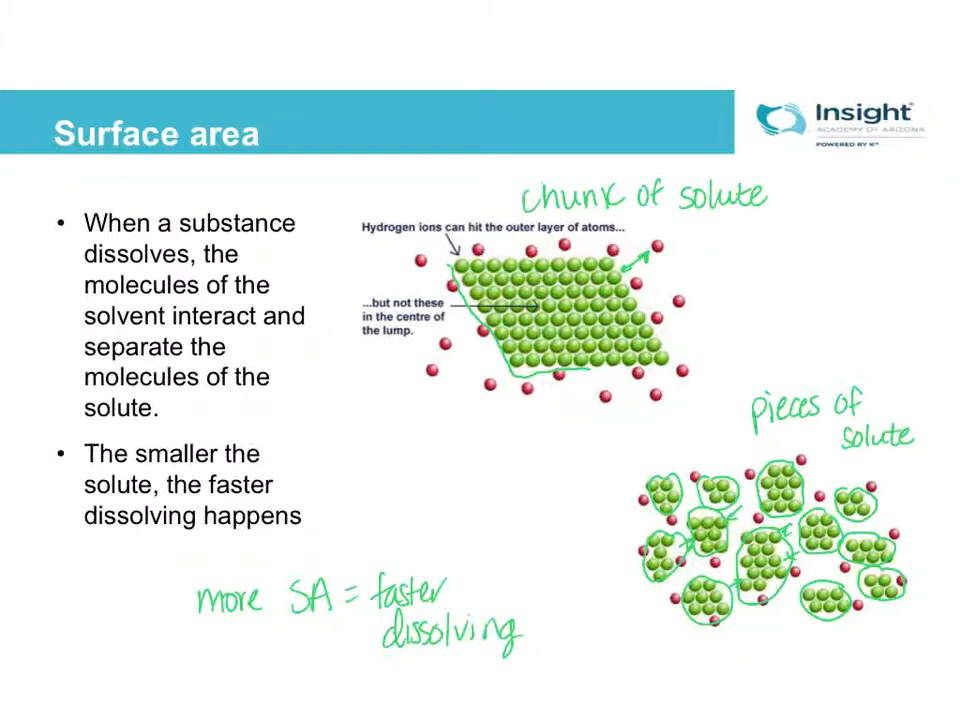 Surface area
Insight
ACADEMY OF ARIZONA
POWERED BY K¹²
chunk of solute
• When a substance
dissolves, the
molecules of the
solvent interact and
separate the
molecules of the
solute.
• The smaller the
solute, the faster
dissolving happens
Hydrogen ions can hit the outer layer of atoms...
...but not these
in the centre of
the lump.
pieces of
solute
more SA = faster
dissolving